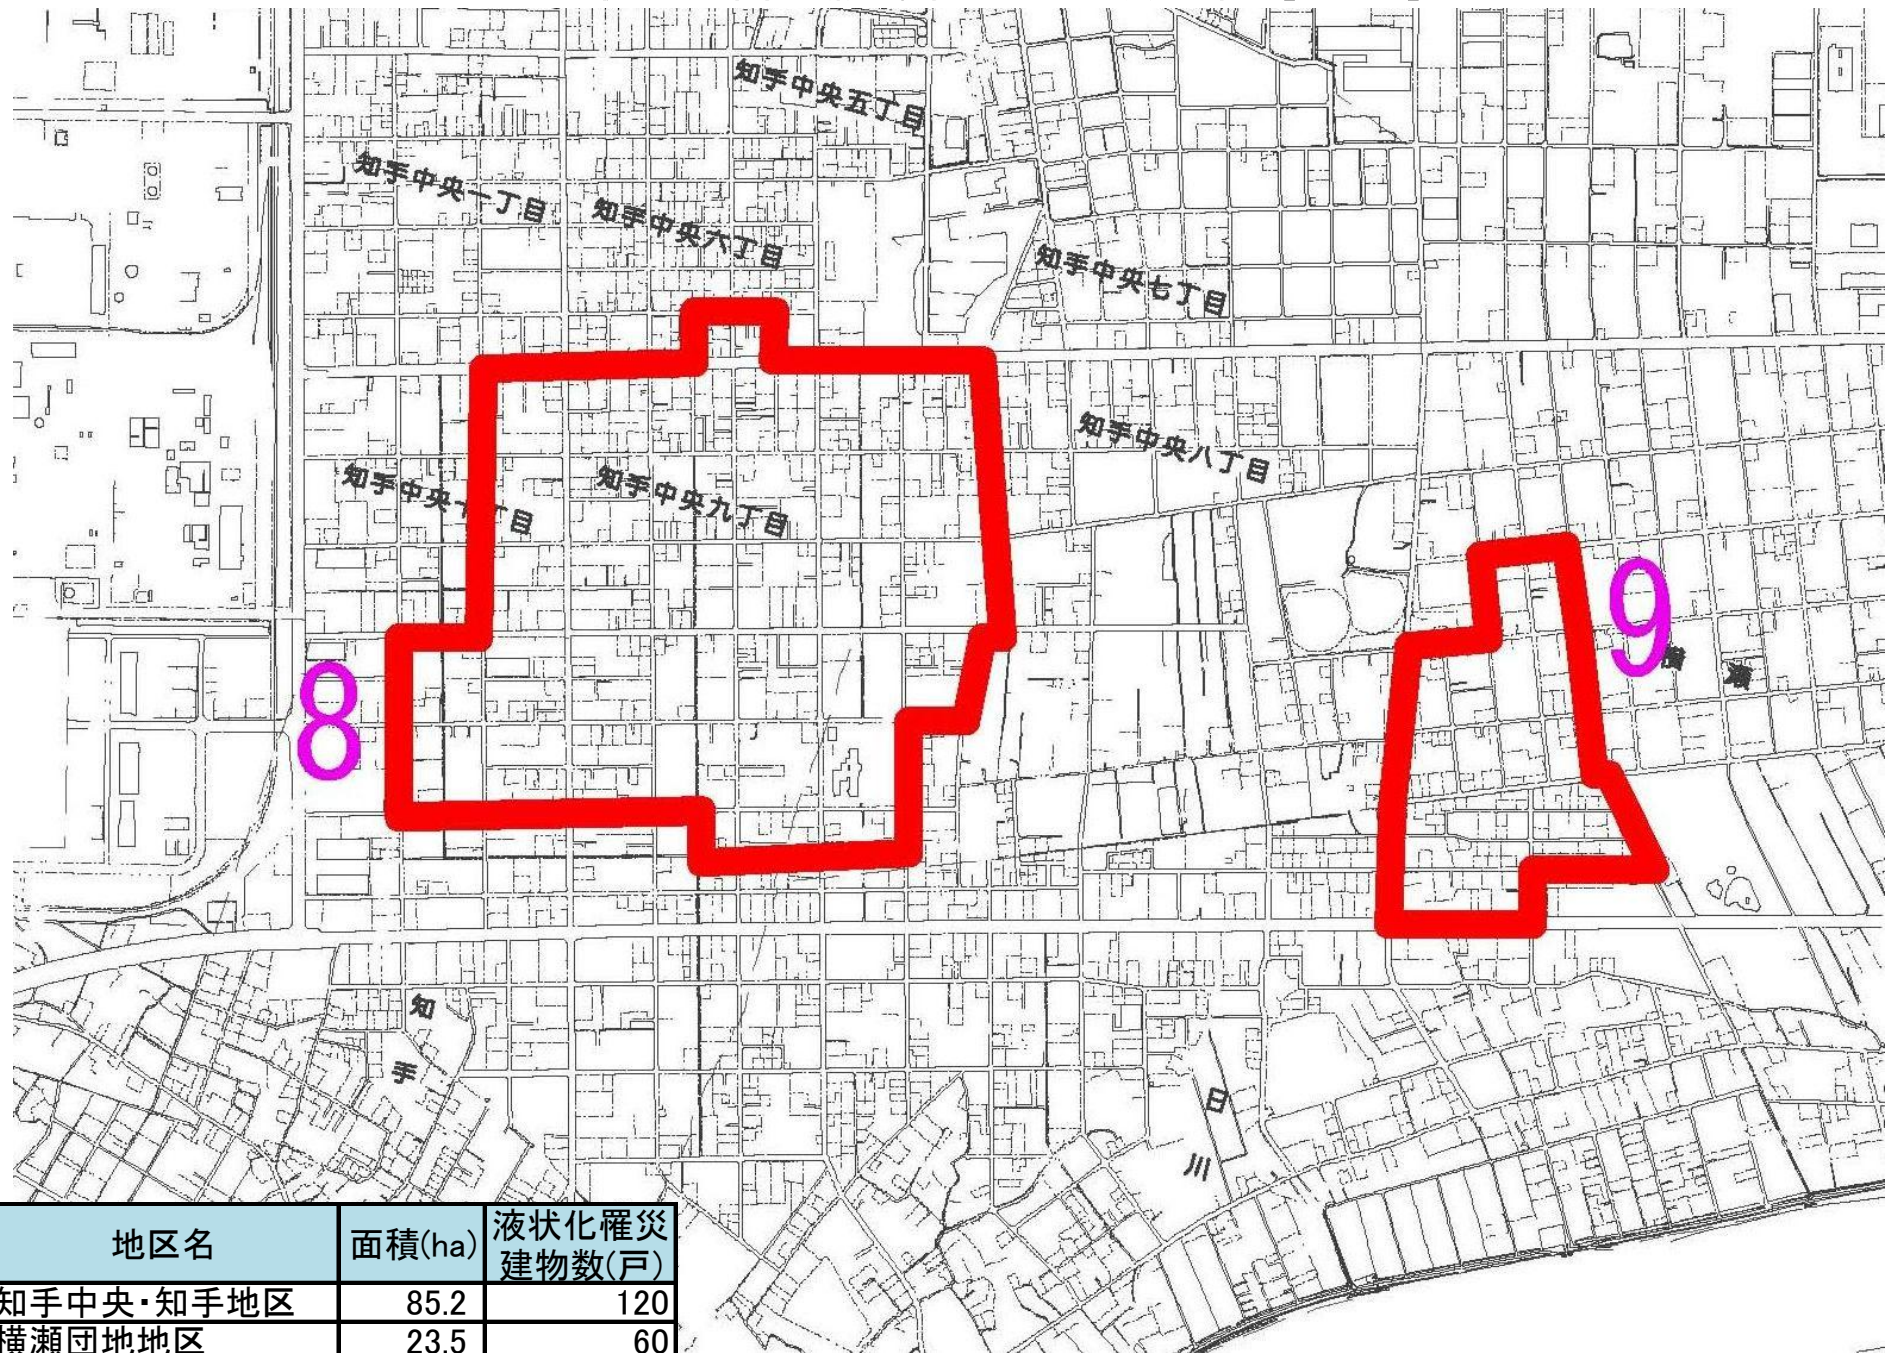 知手中央五丁目
知手中央一丁目
知手中央六丁目
知手中央七丁目
知手中央八丁目
知手中央十丁目
知手中央九丁目
9
横瀬
8
知手
日川
地区名 面積(ha) 液状化罹災
建物数(戸)
知手中央・知手地区 85.2 120
横瀬団地地区 23.5 60